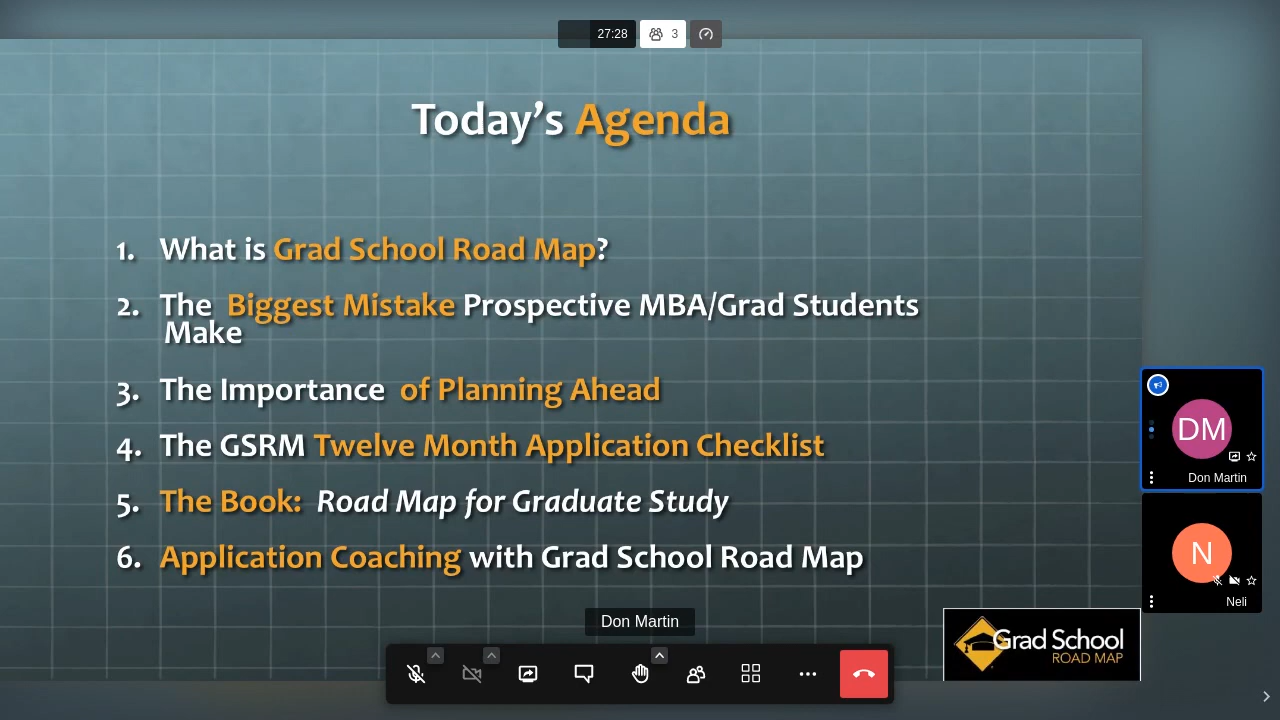 27:28
3
Today's Agenda
1. What is Grad School Road Map?
2. The Biggest Mistake Prospective MBA/Grad Students
Make
3. The Importance of Planning Ahead
4. The GSRM Twelve Month Application Checklist
5. The Book: Road Map for Graduate Study
6. Application Coaching with Grad School Road Map
DM
Don Martin
N
Neli
Don Martin
Grad School
ROAD MAP